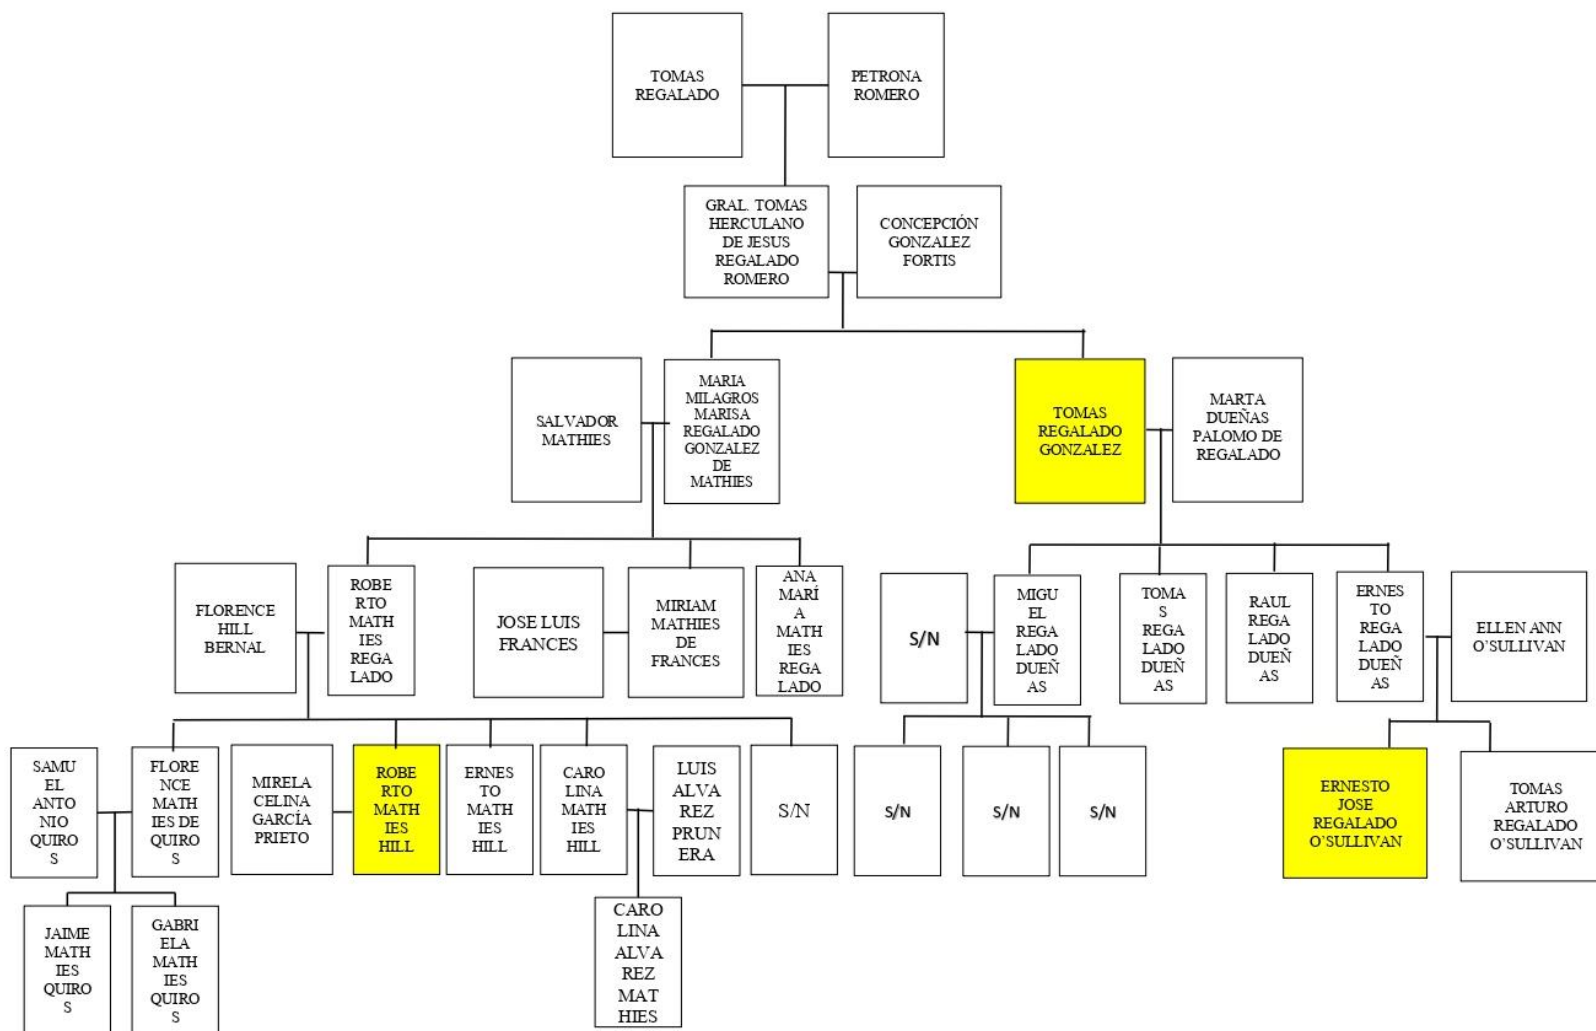 TOMAS
REGALADO
PETRONA
ROMERO
GRAL. TOMAS
HERCULANO
DE JESUS
REGALADO
ROMERO
CONCEPCIÓN
GONZALEZ
FORTIS
SALVADOR
MATHIES
MARIA
MILAGROS
MARISA
REGALADO
GONZALEZ
DE
MATHIES
TOMAS
REGALADO
GONZALEZ
MARTA
DUEÑAS
PALOMO DE
REGALADO
FLORENCE
HILL
BERNAL
ROBE
RTO
MATH
IES
REGA
LADO
JOSE LUIS
FRANCES
MIRIAM
MATHIES
DE
FRANCES
ANA
MARÍ
A
MATH
IES
REGA
LADO
S/N
MIGU
EL
REGA
LADO
DUEÑ
AS
TOMA
S
REGA
LADO
DUEÑ
AS
RAUL
REGA
LADO
DUEÑ
AS
ERNES
TO
REGA
LADO
DUEÑ
AS
ELLEN ANN
O`SULLIVAN
SAMU
EL
ANTO
NIO
QUIRO
S
FLORE
NCE
MATH
IES DE
QUIRO
S
MIRELA
CELINA
GARCÍA
PRIETO
ROBE
RTO
MATH
IES
HILL
ERNES
TO
MATH
IES
HILL
CARO
LINA
MATH
IES
HILL
LUIS
ALVA
REZ
PRUN
ERA
S/N
S/N
S/N
S/N
ERNESTO
JOSE
REGALADO
O`SULLIVAN
TOMAS
ARTURO
REGALADO
O`SULLIVAN
JAIME
MATH
IES
QUIRO
S
GABRI
ELA
MATH
IES
QUIRO
S
CARO
LINA
ALVA
REZ
MAT
HIES